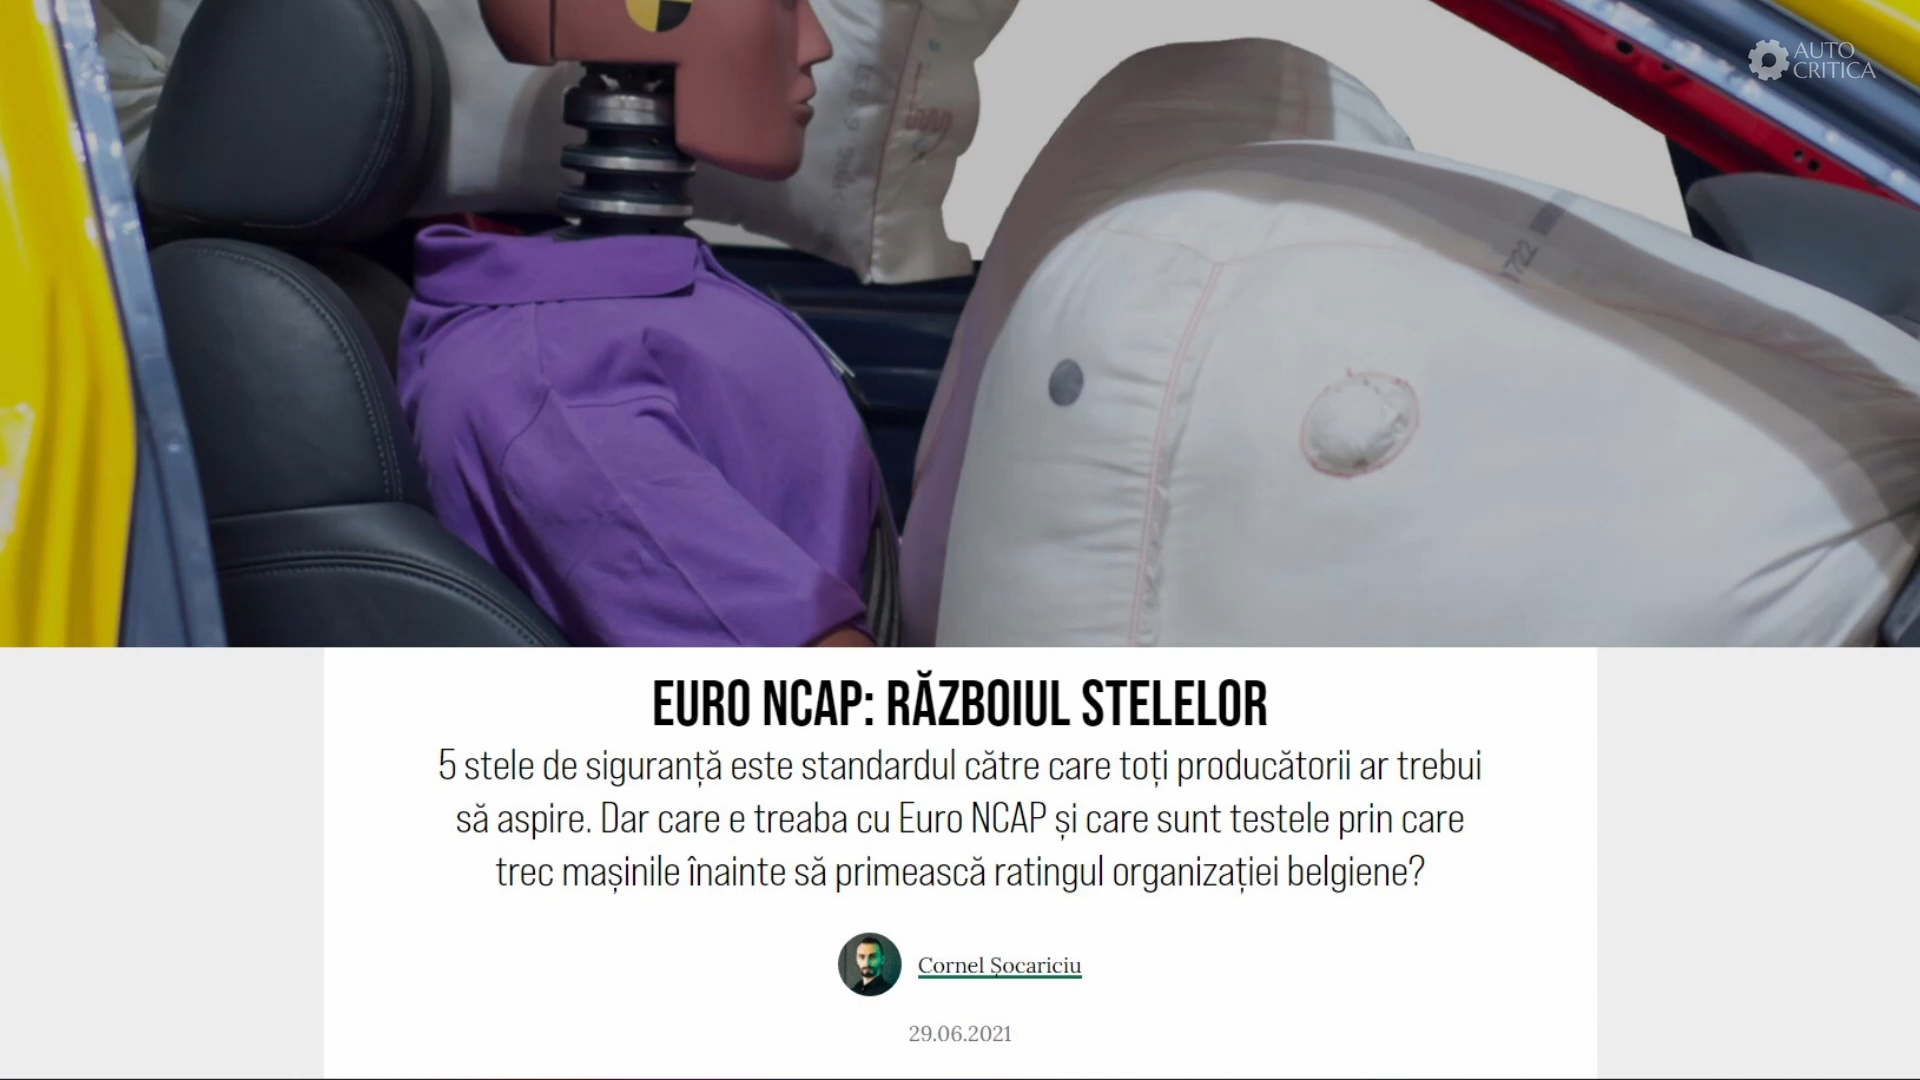 AUTO
CRITICA
1722
EURO NCAP: RĂZBOIUL STELELOR
5 stele de siguranță este standardul către care toți producătorii ar trebui
să aspire. Dar care e treaba cu Euro NCAP și care sunt testele prin care
trec mașinile înainte să primească ratingul organizației belgiene?
Cornel Șocariciu
29.06.2021